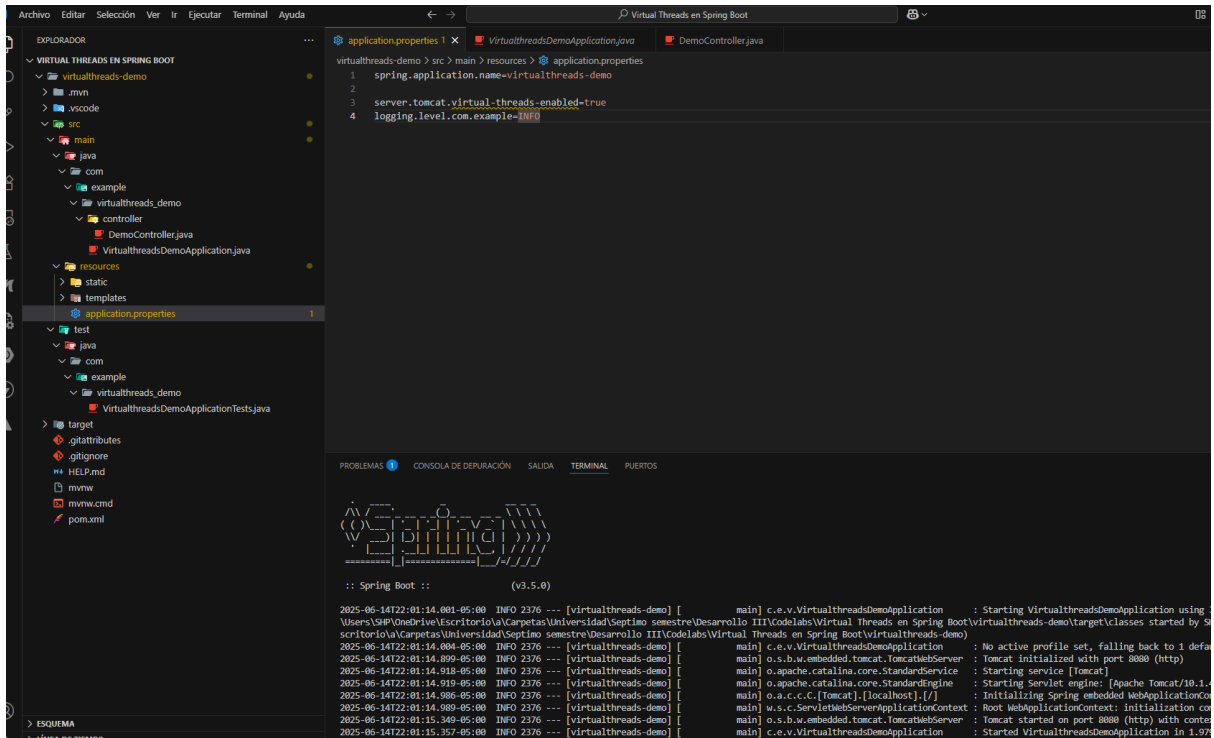 Archivo Editar Selección Ver Ir Ejecutar Terminal Ayuda
Virtual Threads en Spring Boot
EXPLORADOR
VIRTUAL THREADS EN SPRING BOOT
virtualthreads-demo
.mvn
.vscode
src
main
java
com
example
virtualthreads_demo
controller
DemoController.java
VirtualthreadsDemoApplication.java
resources
static
templates
application.properties 1
test
java
com
example
virtualthreads_demo
VirtualthreadsDemoApplicationTests.java
target
.gitattributes
.gitignore
HELP.md
mvnw
mvnw.cmd
pom.xml
ESQUEMA
application.properties 1 VirtualthreadsDemoApplication.java DemoController.java
virtualthreads-demo > src > main > resources > application.properties
1 spring.application.name=virtualthreads-demo
2
3 server.tomcat.virtual-threads-enabled=true
4 logging.level.com.example=INFO
PROBLEMAS 1 CONSOLA DE DEPURACIÓN SALIDA TERMINAL PUERTOS
Spring
:: Spring Boot :: (v3.5.0)
2025-06-14T22:01:14.001-05:00 INFO 2376 --- [virtualthreads-demo] [ main] c.e.v.VirtualthreadsDemoApplication : Starting VirtualthreadsDemoApplication using
\Users\SHP\OneDrive\Escritorio\a\Carpetas\Universidad\Septimo semestre\Desarrollo III\Codelabs\Virtual Threads en Spring Boot\virtualthreads-demo\target\classes started by
scritorio\a\Carpetas\Universidad\Septimo semestre\Desarrollo III\Codelabs\Virtual Threads en Spring Boot\virtualthreads-demo)
2025-06-14T22:01:14.004-05:00 INFO 2376 --- [virtualthreads-demo] [ main] c.e.v.VirtualthreadsDemoApplication : No active profile set, falling back to 1
2025-06-14T22:01:14.899-05:00 INFO 2376 --- [virtualthreads-demo] [ main] o.s.b.w.embedded.tomcat.TomcatWebServer : Tomcat initialized with port 8080 (http)
2025-06-14T22:01:14.918-05:00 INFO 2376 --- [virtualthreads-demo] [ main] o.apache.catalina.core.StandardService : Starting service [Tomcat]
2025-06-14T22:01:14.919-05:00 INFO 2376 --- [virtualthreads-demo] [ main] o.apache.catalina.core.StandardEngine : Starting Servlet engine: [Apache Tomcat/10.1.4
2025-06-14T22:01:14.986-05:00 INFO 2376 --- [virtualthreads-demo] [ main] o.a.c.c.C.[Tomcat].[localhost].[/] : Initializing Spring embedded WebApplicationCo
2025-06-14T22:01:14.989-05:00 INFO 2376 --- [virtualthreads-demo] [ main] w.s.c.ServletWebServerApplicationContext : Root WebApplicationContext: initialization
2025-06-14T22:01:15.349-05:00 INFO 2376 --- [virtualthreads-demo] [ main] o.s.b.w.embedded.tomcat.TomcatWebServer : Tomcat started on port 8080 (http) with
2025-06-14T22:01:15.357-05:00 INFO 2376 --- [virtualthreads-demo] [ main] c.e.v.VirtualthreadsDemoApplication : Started VirtualthreadsDemoApplication in 1.979